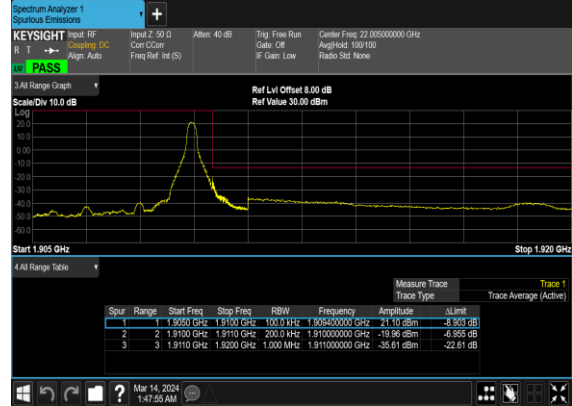 Spectrum Analyzer 1
Spurious Emissions
KEYSIGHT Input: RF Input Z: 50 Ω Atten: 40 dB Trig: Free Run Center Freq: 22.005000000 GHz
R T Coupling: DC Corr CCorr Gate: Off Avg|Hold: 100/100
Align: Auto Freq Ref: Int (S) IF Gain: Low Radio Std: None
PASS
3 All Range Graph
Ref Lvl Offset 8.00 dB
Scale/Div 10.0 dB Ref Value 30.00 dBm
Log
20.0
10.0
0.00
-10.0
-20.0
-30.0
-40.0
-50.0
-60.0
Start 1.905 GHz Stop 1.920 GHz
4 All Range Table
Measure Trace Trace 1
Trace Type Trace Average (Active)
Spur Range Start Freq Stop Freq RBW Frequency Amplitude ΔLimit
1 1 1.9050 GHz 1.9100 GHz 100.0 kHz 1.909400000 GHz 21.10 dBm -8.903 dB
2 2 1.9100 GHz 1.9110 GHz 200.0 kHz 1.910000000 GHz -19.96 dBm -6.955 dB
3 3 1.9110 GHz 1.9200 GHz 1.000 MHz 1.911000000 GHz -35.61 dBm -22.61 dB
?
Mar 14, 2024
1:47:55 AM